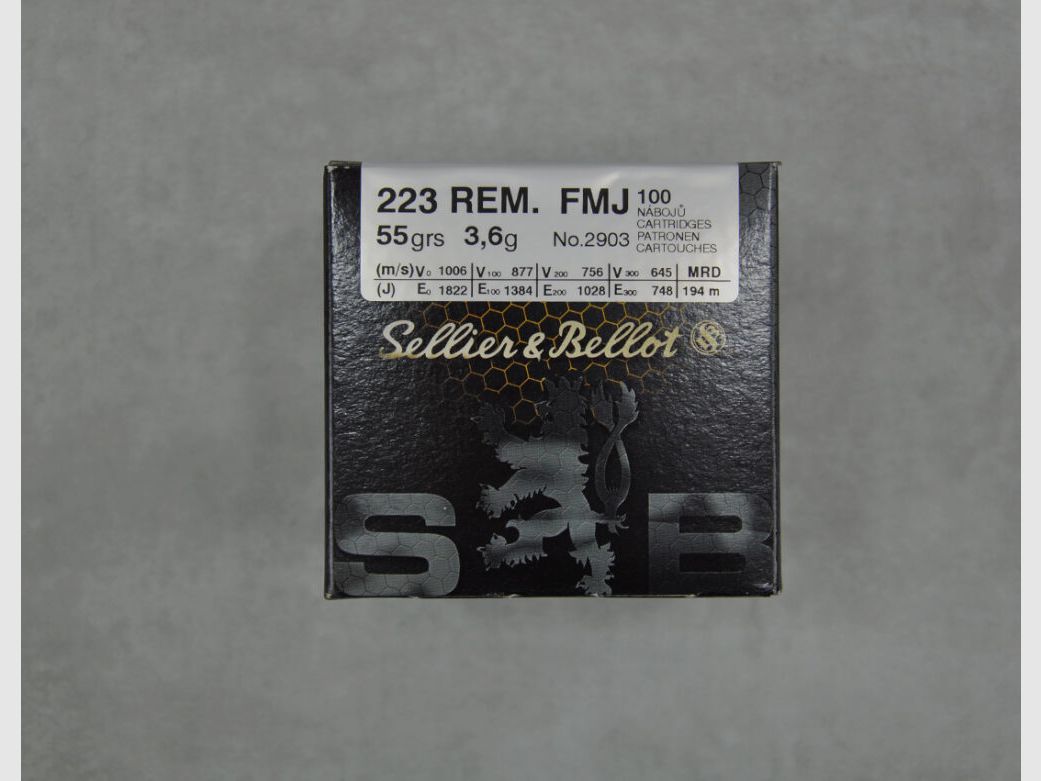 223 REM. FMJ 100
NÁBOJŮ
CARTRIDGES
55grs 3,6g No.2903 PATRONEN
CARTOUCHES
(m/s) V0 1006 V100 877 V200 756 V300 645 MRD
(J) E0 1822 E100 1384 E200 1028 E300 748 194 m
Sellier & Bellot
S B